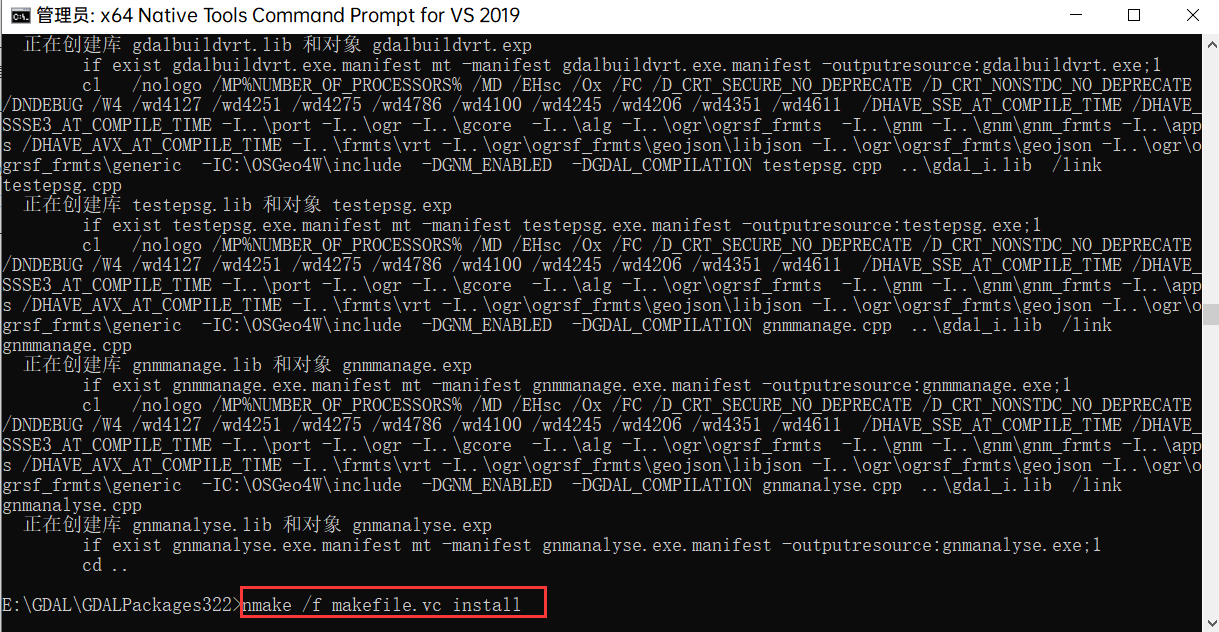 管理员: x64 Native Tools Command Prompt for VS 2019
正在创建库 gdalbuildvrt.lib 和对象 gdalbuildvrt.exp
if exist gdalbuildvrt.exe.manifest mt -manifest gdalbuildvrt.exe.manifest -outputresource:gdalbuildvrt.exe;1
cl /nologo /MP%NUMBER_OF_PROCESSORS% /MD /EHsc /Ox /FC /D_CRT_SECURE_NO_DEPRECATE /D_CRT_NONSTDC_NO_DEPRECATE
/DNDEBUG /W4 /wd4127 /wd4251 /wd4275 /wd4786 /wd4100 /wd4245 /wd4206 /wd4351 /wd4611 /DHAVE_SSE_AT_COMPILE_TIME /DHAVE_
SSSE3_AT_COMPILE_TIME -I..\port -I..\ogr -I..\gcore -I..\alg -I..\ogr\ogrsf_frmts -I..\gnm -I..\gnm\gnm_frmts -I..\app
s /DHAVE_AVX_AT_COMPILE_TIME -I..\frmts\vrt -I..\ogr\ogrsf_frmts\geojson\libjson -I..\ogr\ogrsf_frmts\geojson -I..\ogr\o
grsf_frmts\generic -IC:\OSGeo4W\include -DGNM_ENABLED -DGDAL_COMPILATION testepsg.cpp ..\gdal_i.lib /link
testepsg.cpp
正在创建库 testepsg.lib 和对象 testepsg.exp
if exist testepsg.exe.manifest mt -manifest testepsg.exe.manifest -outputresource:testepsg.exe;1
cl /nologo /MP%NUMBER_OF_PROCESSORS% /MD /EHsc /Ox /FC /D_CRT_SECURE_NO_DEPRECATE /D_CRT_NONSTDC_NO_DEPRECATE
/DNDEBUG /W4 /wd4127 /wd4251 /wd4275 /wd4786 /wd4100 /wd4245 /wd4206 /wd4351 /wd4611 /DHAVE_SSE_AT_COMPILE_TIME /DHAVE_
SSSE3_AT_COMPILE_TIME -I..\port -I..\ogr -I..\gcore -I..\alg -I..\ogr\ogrsf_frmts -I..\gnm -I..\gnm\gnm_frmts -I..\app
s /DHAVE_AVX_AT_COMPILE_TIME -I..\frmts\vrt -I..\ogr\ogrsf_frmts\geojson\libjson -I..\ogr\ogrsf_frmts\geojson -I..\ogr\o
grsf_frmts\generic -IC:\OSGeo4W\include -DGNM_ENABLED -DGDAL_COMPILATION gnmmanage.cpp ..\gdal_i.lib /link
gnmmanage.cpp
正在创建库 gnmmanage.lib 和对象 gnmmanage.exp
if exist gnmmanage.exe.manifest mt -manifest gnmmanage.exe.manifest -outputresource:gnmmanage.exe;1
cl /nologo /MP%NUMBER_OF_PROCESSORS% /MD /EHsc /Ox /FC /D_CRT_SECURE_NO_DEPRECATE /D_CRT_NONSTDC_NO_DEPRECATE
/DNDEBUG /W4 /wd4127 /wd4251 /wd4275 /wd4786 /wd4100 /wd4245 /wd4206 /wd4351 /wd4611 /DHAVE_SSE_AT_COMPILE_TIME /DHAVE_
SSSE3_AT_COMPILE_TIME -I..\port -I..\ogr -I..\gcore -I..\alg -I..\ogr\ogrsf_frmts -I..\gnm -I..\gnm\gnm_frmts -I..\app
s /DHAVE_AVX_AT_COMPILE_TIME -I..\frmts\vrt -I..\ogr\ogrsf_frmts\geojson\libjson -I..\ogr\ogrsf_frmts\geojson -I..\ogr\o
grsf_frmts\generic -IC:\OSGeo4W\include -DGNM_ENABLED -DGDAL_COMPILATION gnmanalyse.cpp ..\gdal_i.lib /link
gnmanalyse.cpp
正在创建库 gnmanalyse.lib 和对象 gnmanalyse.exp
if exist gnmanalyse.exe.manifest mt -manifest gnmanalyse.exe.manifest -outputresource:gnmanalyse.exe;1
cd ..
E:\GDAL\GDALPackages322>nmake /f makefile.vc install